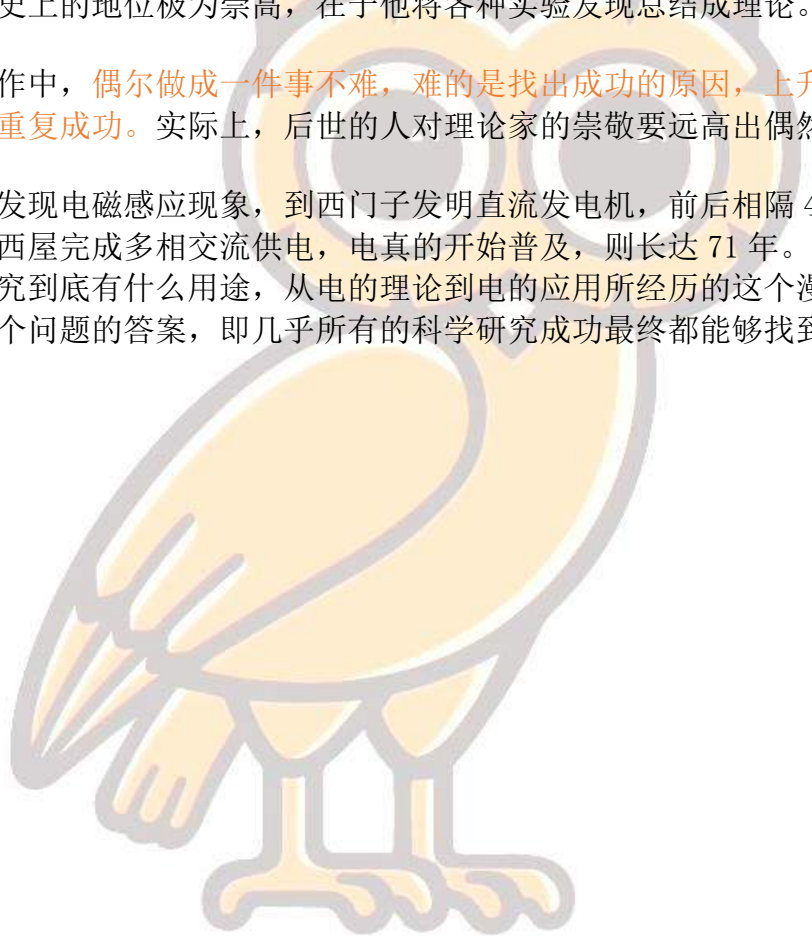 史上的地位极为崇高，在于他将各种实验发现总结成理论。
作中，偶尔做成一件事不难，难的是找出成功的原因，上升
重复成功。实际上，后世的人对理论家的崇敬要远高出偶然
发现电磁感应现象，到西门子发明直流发电机，前后相隔 4
西屋完成多相交流供电，电真的开始普及，则长达 71 年。
究到底有什么用途，从电的理论到电的应用所经历的这个漫
个问题的答案，即几乎所有的科学研究成功最终都能够找到